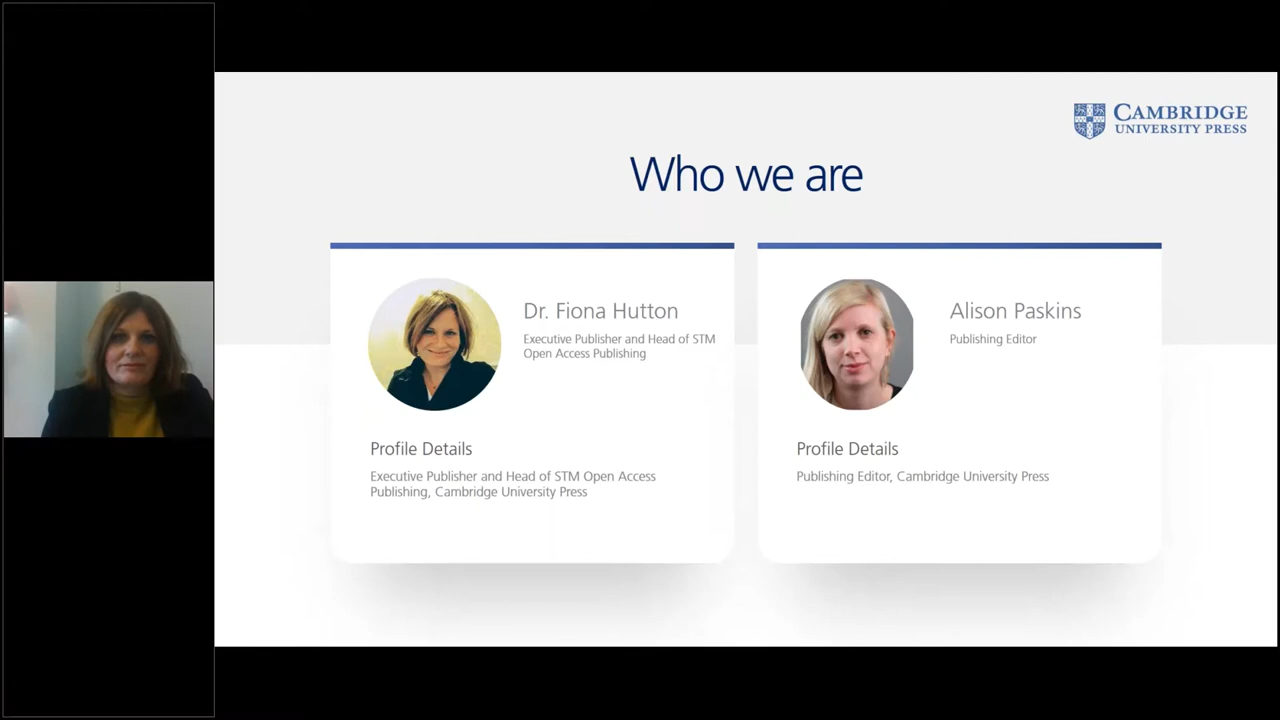 CAMBRIDGE
UNIVERSITY PRESS
Who we are
Dr. Fiona Hutton
Executive Publisher and Head of STM
Open Access Publishing
Profile Details
Executive Publisher and Head of STM Open Access
Publishing, Cambridge University Press
Alison Paskins
Publishing Editor
Profile Details
Publishing Editor, Cambridge University Press